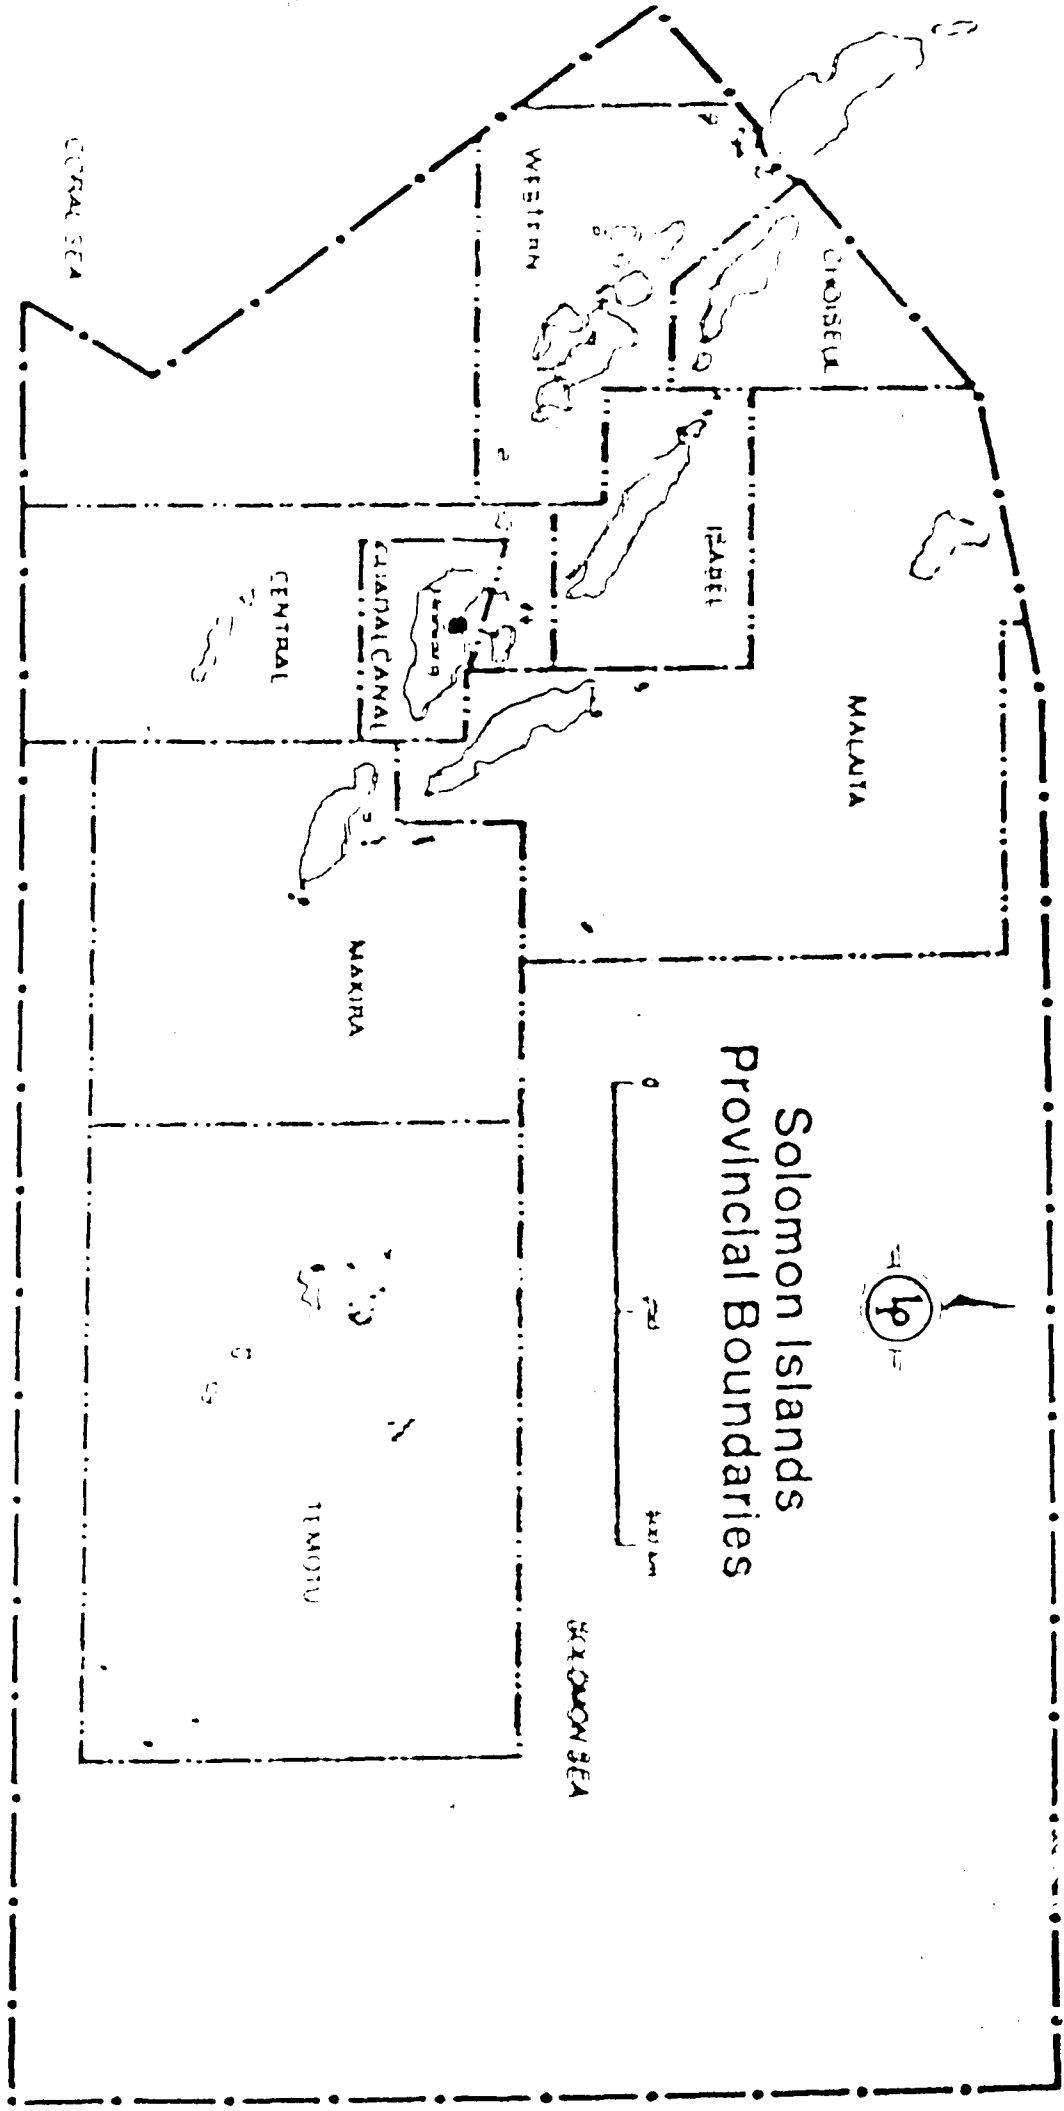 Solomon Islands
Provincial Boundaries
CHOISEUL
WESTERN
ISABEL
MALAITA
CORAL SEA
CENTRAL
GUADALCANAL
MAKIRA
TEMOTU
SOLOMON SEA
0